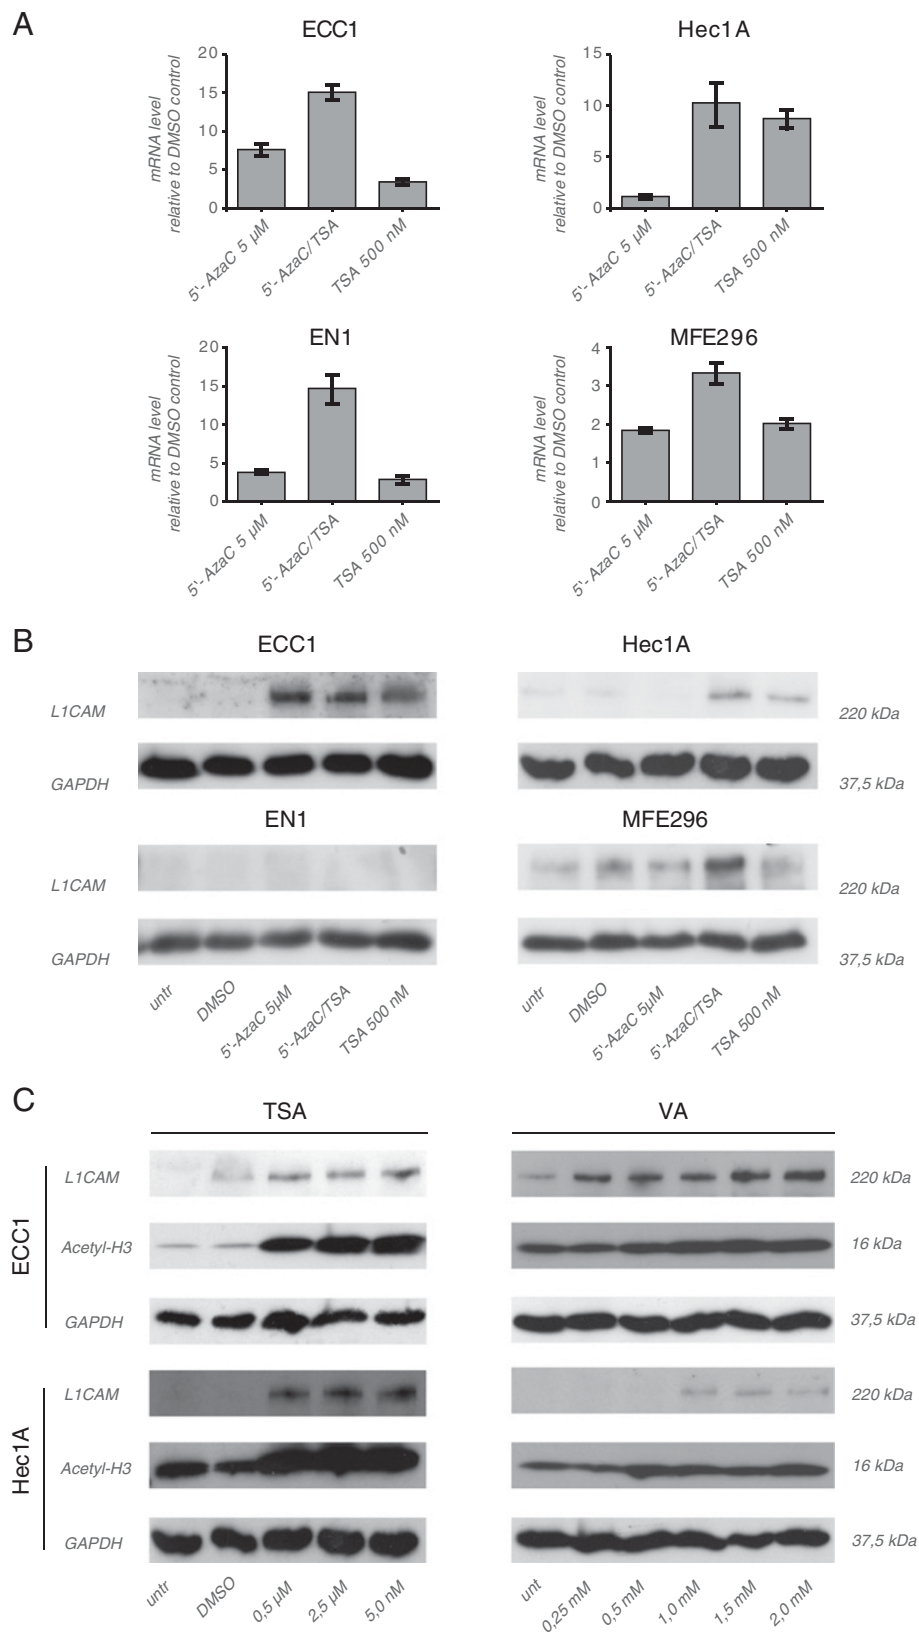 A
ECC1
mRNA level
relative to DMSO control
20
15
10
5
0
5'- AzaC 5 µM
5'- AzaC/TSA
TSA 500 nM
Hec1A
mRNA level
relative to DMSO control
15
10
5
0
5'- AzaC 5 µM
5'- AzaC/TSA
TSA 500 nM
EN1
mRNA level
relative to DMSO control
20
15
10
5
0
5'- AzaC 5 µM
5'- AzaC/TSA
TSA 500 nM
MFE296
mRNA level
relative to DMSO control
4
3
2
1
0
5'- AzaC 5 µM
5'- AzaC/TSA
TSA 500 nM
B
ECC1
Hec1A
L1CAM
220 kDa
GAPDH
37,5 kDa
EN1
MFE296
L1CAM
220 kDa
GAPDH
37,5 kDa
untr
DMSO
5'-AzaC 5µM
5'-AzaC/TSA
TSA 500 nM
untr
DMSO
5'-AzaC 5µM
5'-AzaC/TSA
TSA 500 nM
C
TSA
VA
ECC1
L1CAM
220 kDa
Acetyl-H3
16 kDa
GAPDH
37,5 kDa
Hec1A
L1CAM
220 kDa
Acetyl-H3
16 kDa
GAPDH
37,5 kDa
untr
DMSO
0,5 µM
2,5 µM
5,0 nM
unt
0,25 mM
0,5 mM
1,0 mM
1,5 mM
2,0 mM